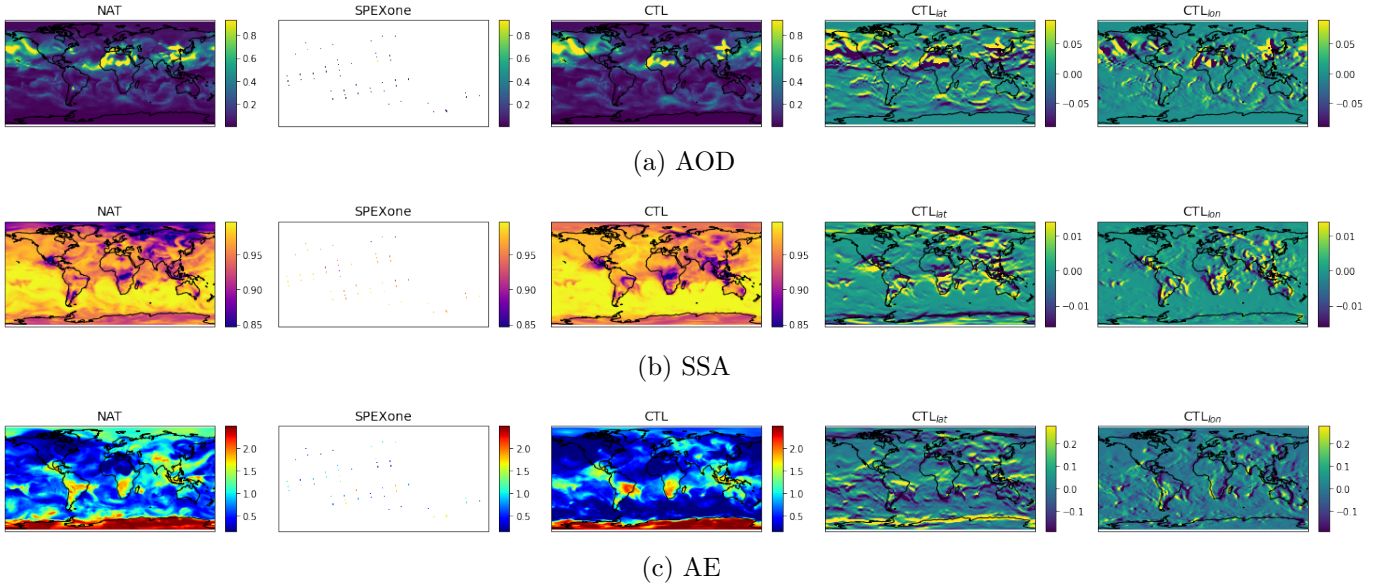 NAT SPEXone CTL CTL_lat CTL_lon
0.8 0.8 0.8 0.05 0.05
0.6 0.6 0.6 0.00 0.00
0.4 0.4 0.4 −0.05 −0.05
0.2 0.2 0.2
(a) AOD
NAT SPEXone CTL CTL_lat CTL_lon
0.95 0.95 0.95 0.01 0.01
0.90 0.90 0.90 0.00 0.00
0.85 0.85 0.85 −0.01 −0.01
(b) SSA
NAT SPEXone CTL CTL_lat CTL_lon
2.0 2.0 2.0 0.2 0.2
1.5 1.5 1.5 0.1 0.1
1.0 1.0 1.0 0.0 0.0
0.5 0.5 0.5 −0.1 −0.1
(c) AE